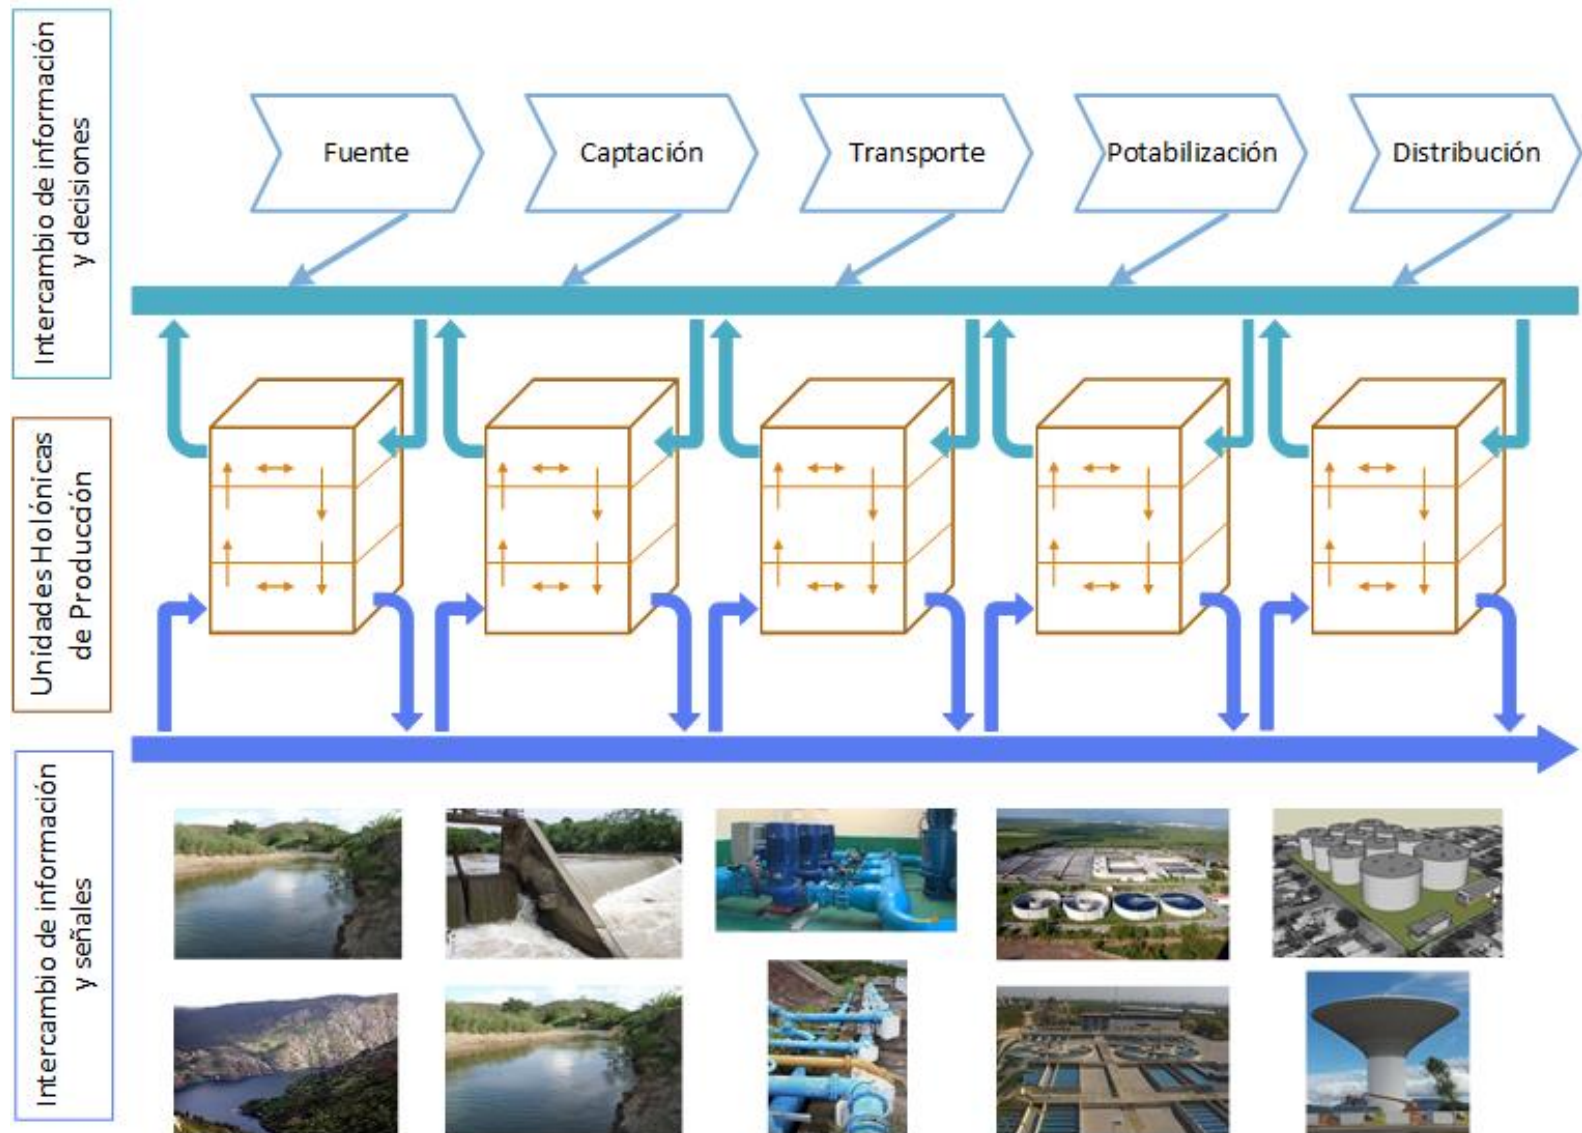 Intercambio de información
y decisiones
Fuente
Captación
Transporte
Potabilización
Distribución
Unidades Holónicas
de Producción
Intercambio de información
y señales